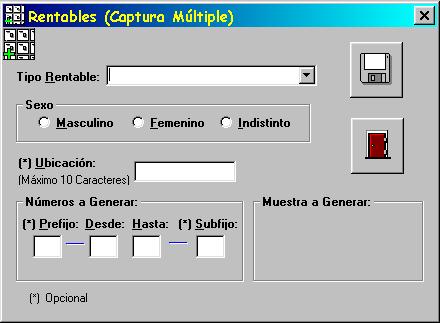 Rentables (Captura Múltiple)
Tipo Rentable:
Sexo
Masculino Femenino Indistinto
(*) Ubicación:
(Máximo 10 Caracteres)
Números a Generar: Muestra a Generar:
(*) Prefijo: Desde: Hasta: (*) Subfijo:
(*) Opcional